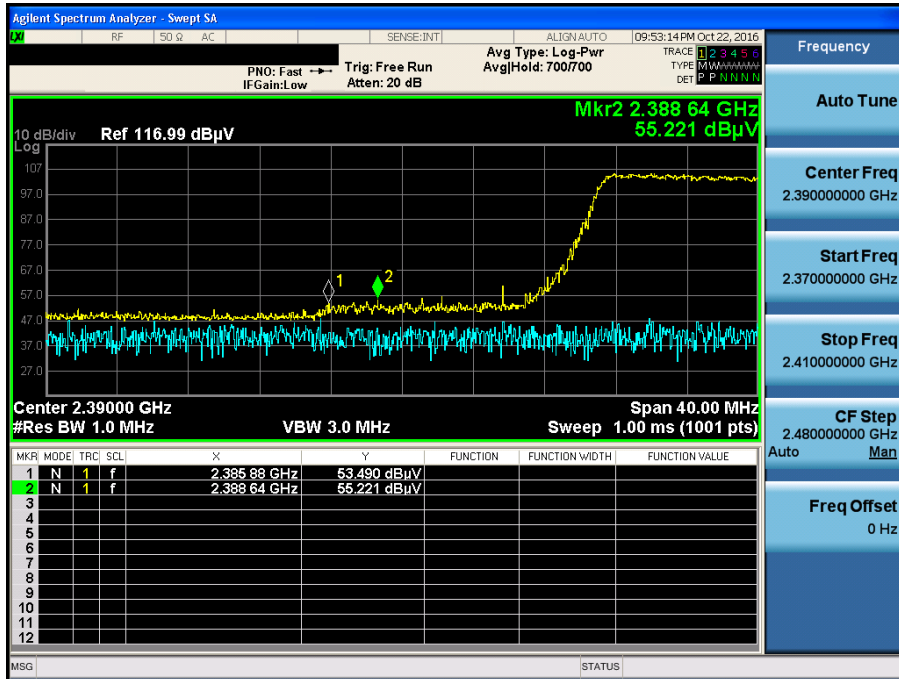 Agilent Spectrum Analyzer - Swept SA
LXI RF 50 Ω AC SENSE:INT ALIGN AUTO 09:53:14 PM Oct 22, 2016
PNO: Fast
IFGain:Low
Trig: Free Run
Atten: 20 dB
Avg Type: Log-Pwr
Avg|Hold: 700/700
TRACE 1 2 3 4 5 6
TYPE M
DET P P N N N N
Mkr2 2.388 64 GHz
55.221 dBµV
10 dB/div Ref 116.99 dBµV
Log
107
97.0
87.0
77.0
67.0
57.0
47.0
37.0
27.0
1
2
Center 2.39000 GHz Span 40.00 MHz
#Res BW 1.0 MHz VBW 3.0 MHz Sweep 1.00 ms (1001 pts)
MKR MODE TRC SCL X Y FUNCTION FUNCTION WIDTH FUNCTION VALUE
1 N 1 f 2.385 88 GHz 53.490 dBµV
2 N 1 f 2.388 64 GHz 55.221 dBµV
3
4
5
6
7
8
9
10
11
12
MSG STATUS
Frequency
Auto Tune
Center Freq
2.390000000 GHz
Start Freq
2.370000000 GHz
Stop Freq
2.410000000 GHz
CF Step
2.480000000 GHz
Auto Man
Freq Offset
0 Hz